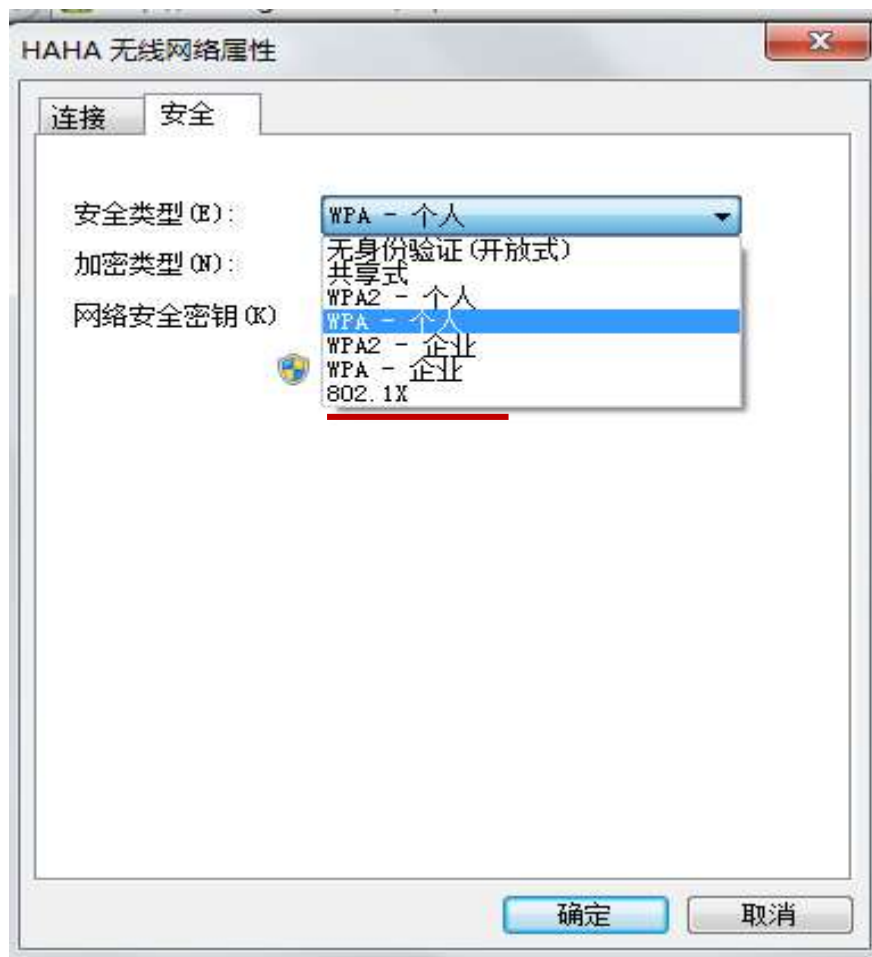 HAHA 无线网络属性
连接 安全
安全类型(E): WPA - 个人
无身份验证(开放式)
加密类型(N):
共享式
WPA2 - 个人
网络安全密钥(K)
WPA - 个人
WPA2 - 企业
WPA - 企业
802.1X
确定 取消